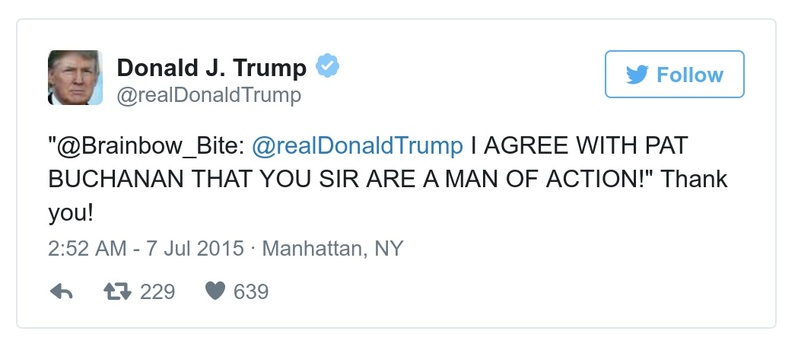 Donald J. Trump
@realDonaldTrump
Follow
"@Brainbow_Bite: @realDonaldTrump I AGREE WITH PAT
BUCHANAN THAT YOU SIR ARE A MAN OF ACTION!" Thank
you!
2:52 AM - 7 Jul 2015 · Manhattan, NY
229 639